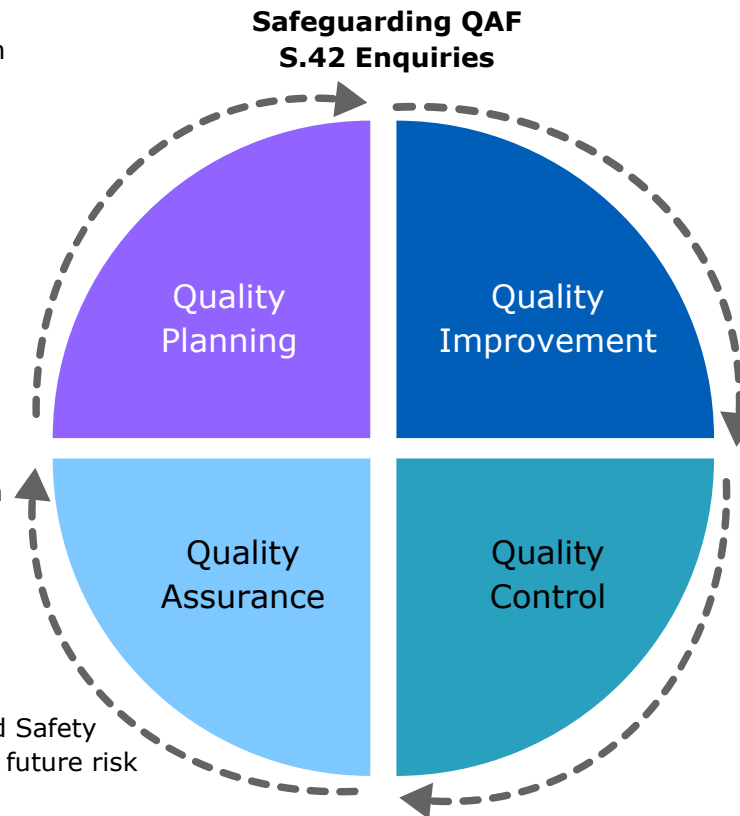 Safeguarding QAF
S.42 Enquiries
Quality
Planning
Quality
Improvement
Quality
Assurance
Quality
Control
Safety
future risk